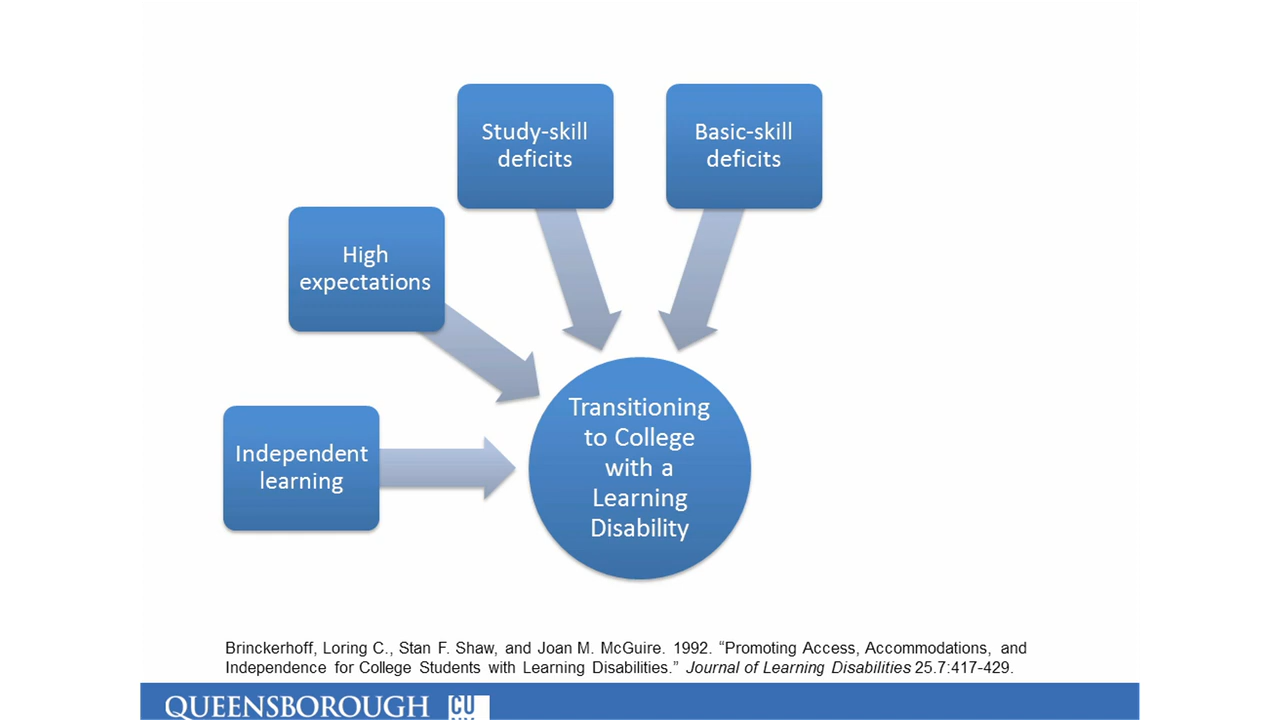 Study-skill
deficits
Basic-skill
deficits
High
expectations
Independent
learning
Transitioning
to College
with a
Learning
Disability
Brinckerhoff, Loring C., Stan F. Shaw, and Joan M. McGuire. 1992. “Promoting Access, Accommodations, and
Independence for College Students with Learning Disabilities.” Journal of Learning Disabilities 25.7:417-429.
QUEENSBOROUGH
CU